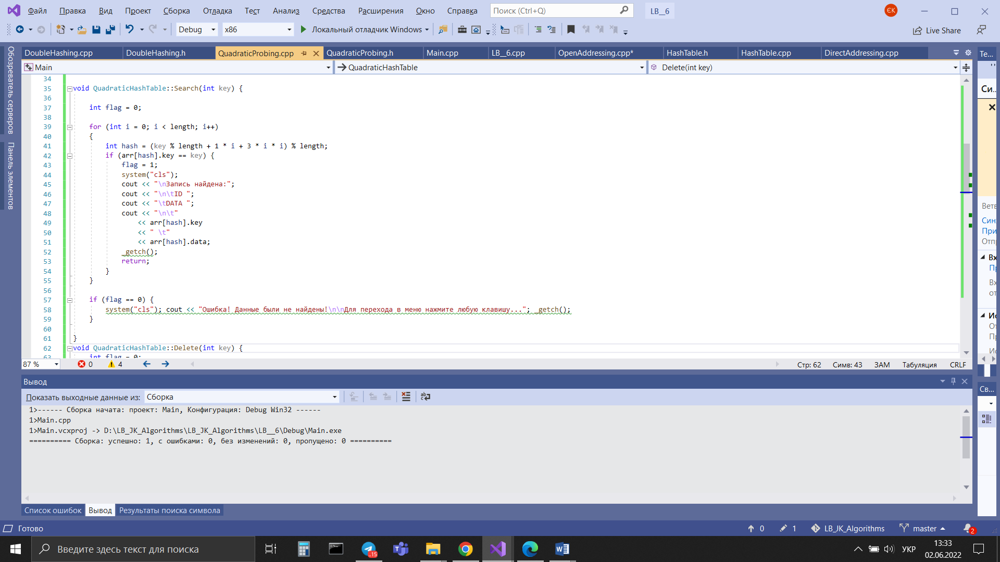 Файл Правка Вид Проект Сборка Отладка Тест Анализ Средства Расширения Окно Справка Поиск (Ctrl+Q) LB__6 ЄК
Debug x86 Локальный отладчик Windows Live Share
DoubleHashing.cpp DoubleHashing.h QuadraticProbing.cpp QuadraticProbing.h Main.cpp LB__6.cpp OpenAddressing.cpp* HashTable.h HashTable.cpp DirectAddressing.cpp Те...
Main QuadraticHashTable Delete(int key)
Обозреватель серверов
Панель элементов
34
35 void QuadraticHashTable::Search(int key) {
36
37 int flag = 0;
38
39 for (int i = 0; i < length; i++)
40 {
41 int hash = (key % length + 1 * i + 3 * i * i) % length;
42 if (arr[hash].key == key) {
43 flag = 1;
44 system("cls");
45 cout << "\nЗапись найдена:";
46 cout << "\n\tID ";
47 cout << "\tDATA ";
48 cout << "\n\t"
49 << arr[hash].key
50 << " \t"
51 << arr[hash].data;
52 _getch();
53 return;
54 }
55 }
56
57 if (flag == 0) {
58 system("cls"); cout << "Ошибка! Данные были не найдены!\n\nДля перехода в меню нажмите любую клавишу..."; _getch();
59 }
60
61 }
62 void QuadraticHashTable::Delete(int key) {
63 int flag = 0;
Си...
Ветв
Син
При
Отп
Вх
Пр
Вх
от
Ис
От
Пр
Ис
87 % 0 4 Стр: 62 Симв: 43 ЗАМ Табуляция CRLF
Вывод
Св...
Показать выходные данные из: Сборка
1>------ Сборка начата: проект: Main, Конфигурация: Debug Win32 ------
1>Main.cpp
1>Main.vcxproj -> D:\LB_JK_Algorithms\LB_JK_Algorithms\LB__6\Debug\Main.exe
========== Сборка: успешно: 1, с ошибками: 0, без изменений: 0, пропущено: 0 ==========
Список ошибок Вывод Результаты поиска символа
Готово 0 1 LB_JK_Algorithms master 2
Введите здесь текст для поиска ..15 УКР 13:33
02.06.2022